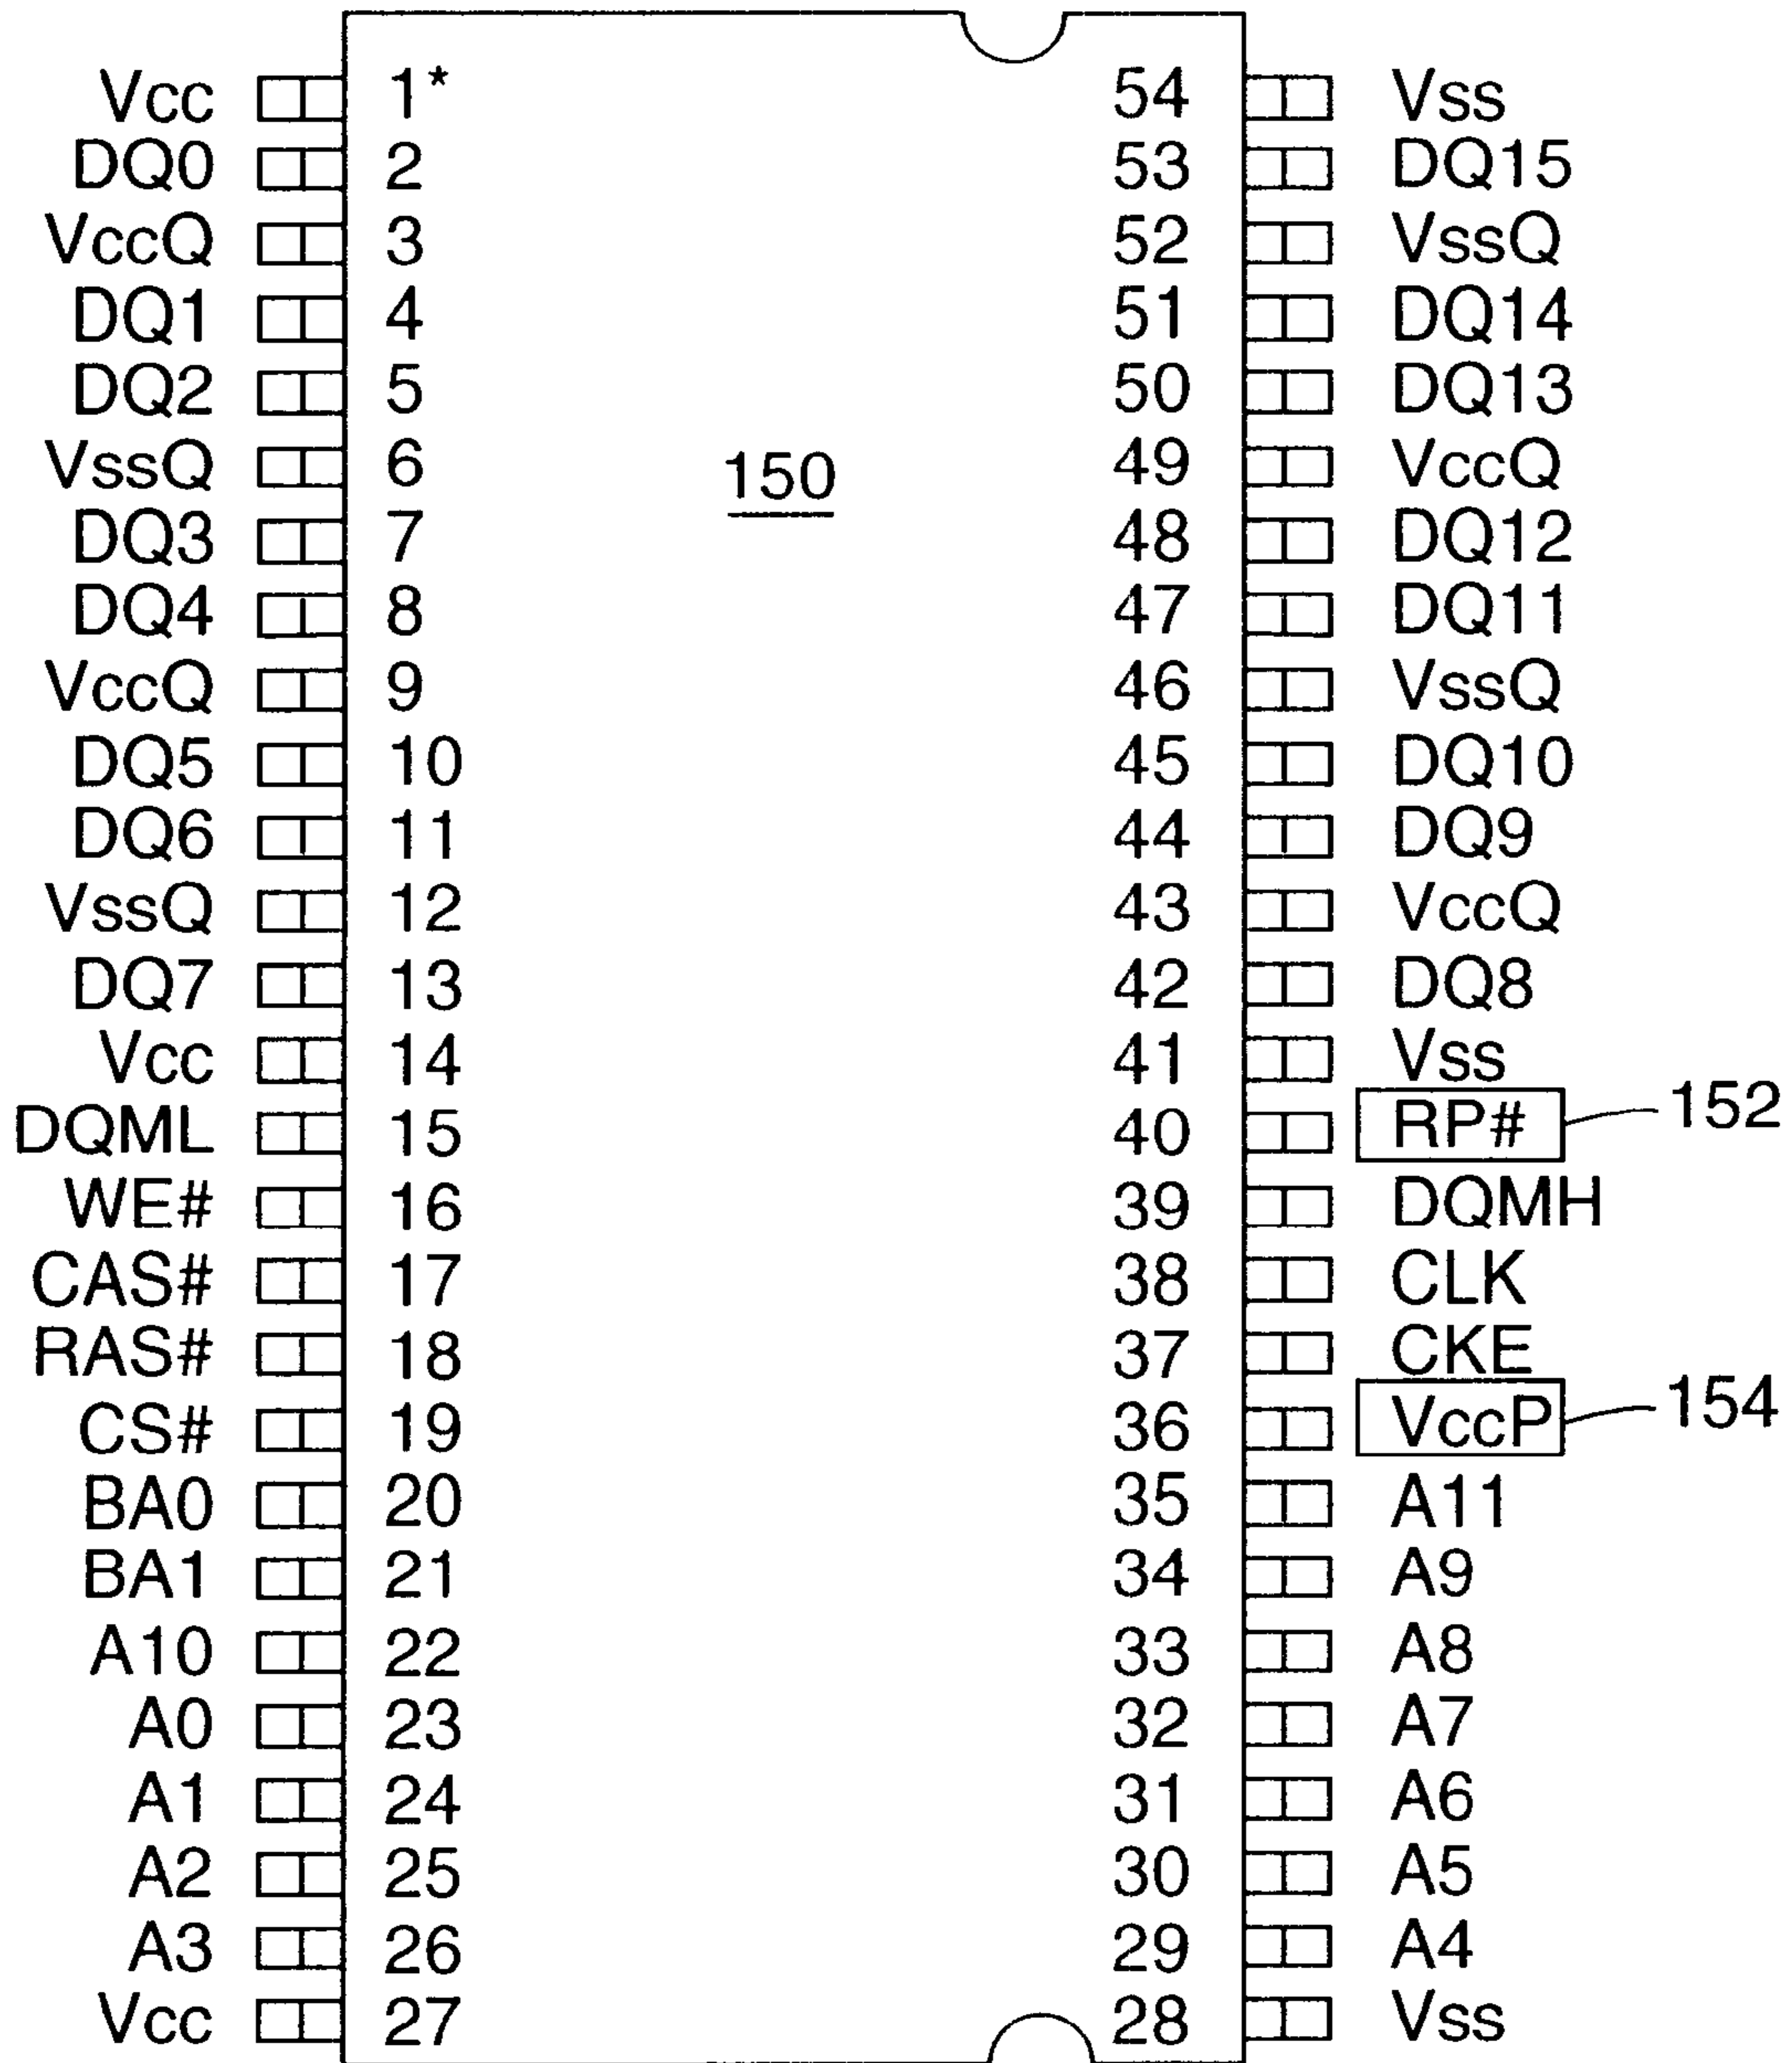 Vcc 1* 54 Vss
DQ0 2 53 DQ15
VccQ 3 52 VssQ
DQ1 4 51 DQ14
DQ2 5 50 DQ13
VssQ 6 150 49 VccQ
DQ3 7 48 DQ12
DQ4 8 47 DQ11
VccQ 9 46 VssQ
DQ5 10 45 DQ10
DQ6 11 44 DQ9
VssQ 12 43 VccQ
DQ7 13 42 DQ8
Vcc 14 41 Vss
DQML 15 40 RP# 152
WE# 16 39 DQMH
CAS# 17 38 CLK
RAS# 18 37 CKE
CS# 19 36 VccP 154
BA0 20 35 A11
BA1 21 34 A9
A10 22 33 A8
A0 23 32 A7
A1 24 31 A6
A2 25 30 A5
A3 26 29 A4
Vcc 27 28 Vss